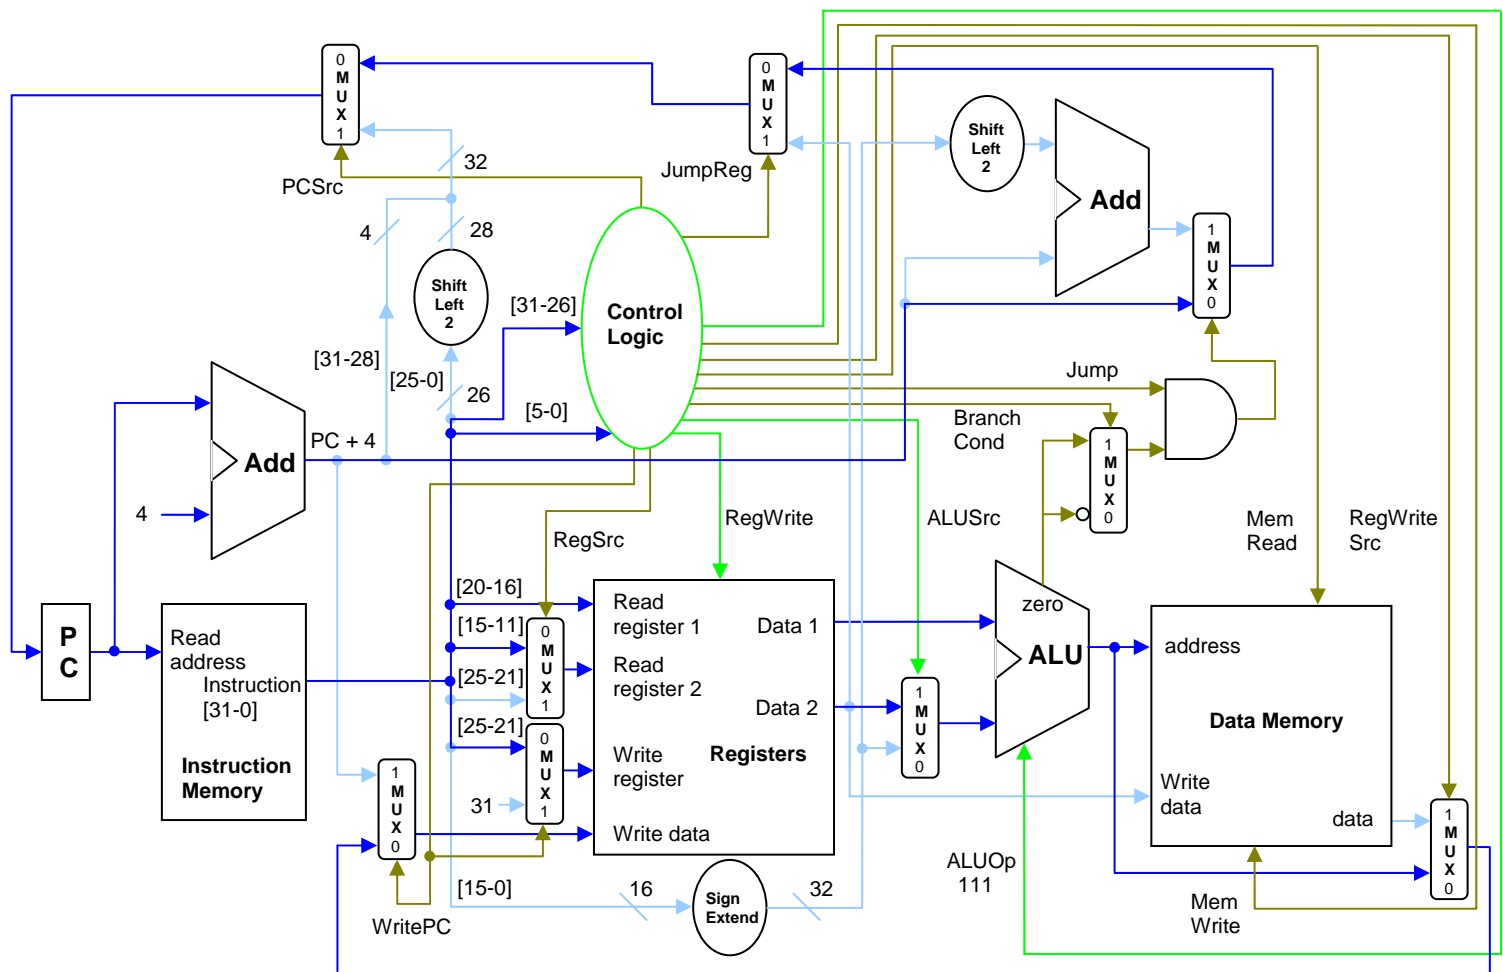 0
M
U
X
1
0
M
U
X
1
Shift
Left
2
32
PCSrc
JumpReg
Add
4
28
1
M
U
X
0
Shift
Left
2
[31-26]
Control
Logic
[31-28]
[25-0]
26
Jump
[5-0]
Branch
Cond
PC + 4
Add
1
M
U
X
0
4
RegSrc
RegWrite
ALUSrc
Mem
Read
RegWrite
Src
[20-16]
P
C
Read
address
Instruction
[31-0]
Instruction
Memory
[15-11]
[25-21]
[25-21]
0
M
U
X
1
0
M
U
X
1
31
Read
register 1
Read
register 2
Write
register
Write data
Data 1
Data 2
Registers
zero
ALU
1
M
U
X
0
address
Data Memory
Write
data
data
1
M
U
X
0
1
M
U
X
0
[15-0]
16
Sign
Extend
32
ALUOp
111
Mem
Write
WritePC